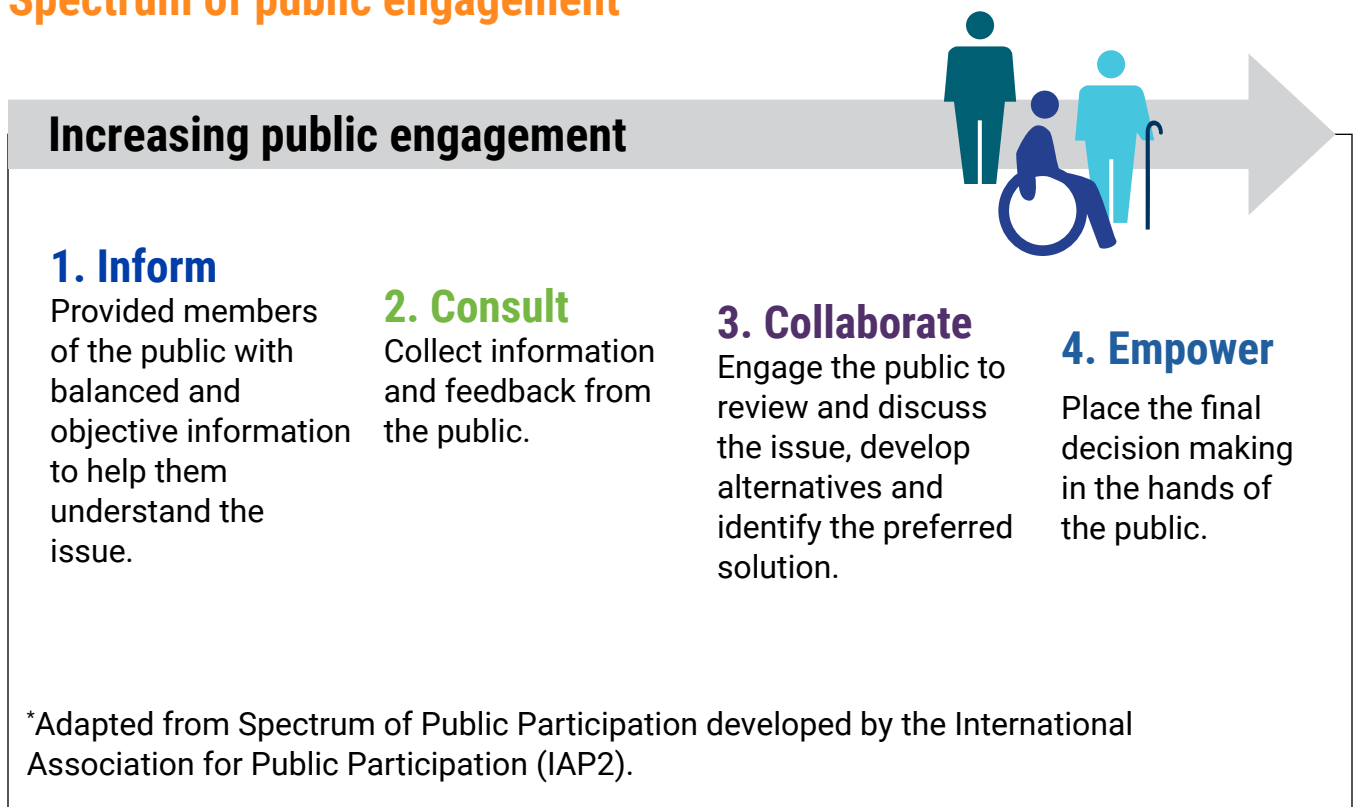 Spectrum of public engagement
Increasing public engagement
1. Inform
Provided members
of the public with
balanced and
objective information
to help them
understand the
issue.
2. Consult
Collect information
and feedback from
the public.
3. Collaborate
Engage the public to
review and discuss
the issue, develop
alternatives and
identify the preferred
solution.
4. Empower
Place the final
decision making
in the hands of
the public.
*Adapted from Spectrum of Public Participation developed by the International
Association for Public Participation (IAP2).